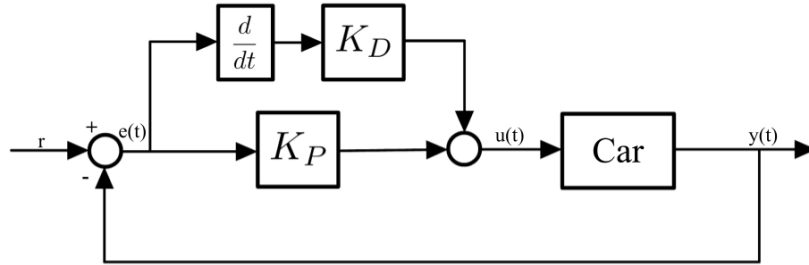 d
dt
K_D
r
+
-
e(t)
K_P
u(t)
Car
y(t)